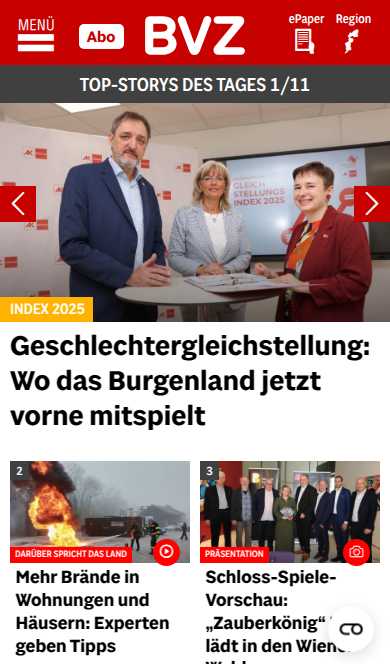 MENÜ
Abo
BVZ
ePaper
Region
TOP-STORYS DES TAGES 1/11
GLEICH
STELLUNGS
INDEX 2025
INDEX 2025
Geschlechtergleichstellung:
Wo das Burgenland jetzt
vorne mitspielt
2
DARÜBER SPRICHT DAS LAND
Mehr Brände in
Wohnungen und
Häusern: Experten
geben Tipps
3
PRÄSENTATION
Schloss-Spiele-
Vorschau:
„Zauberkönig“
lädt in den Wiener